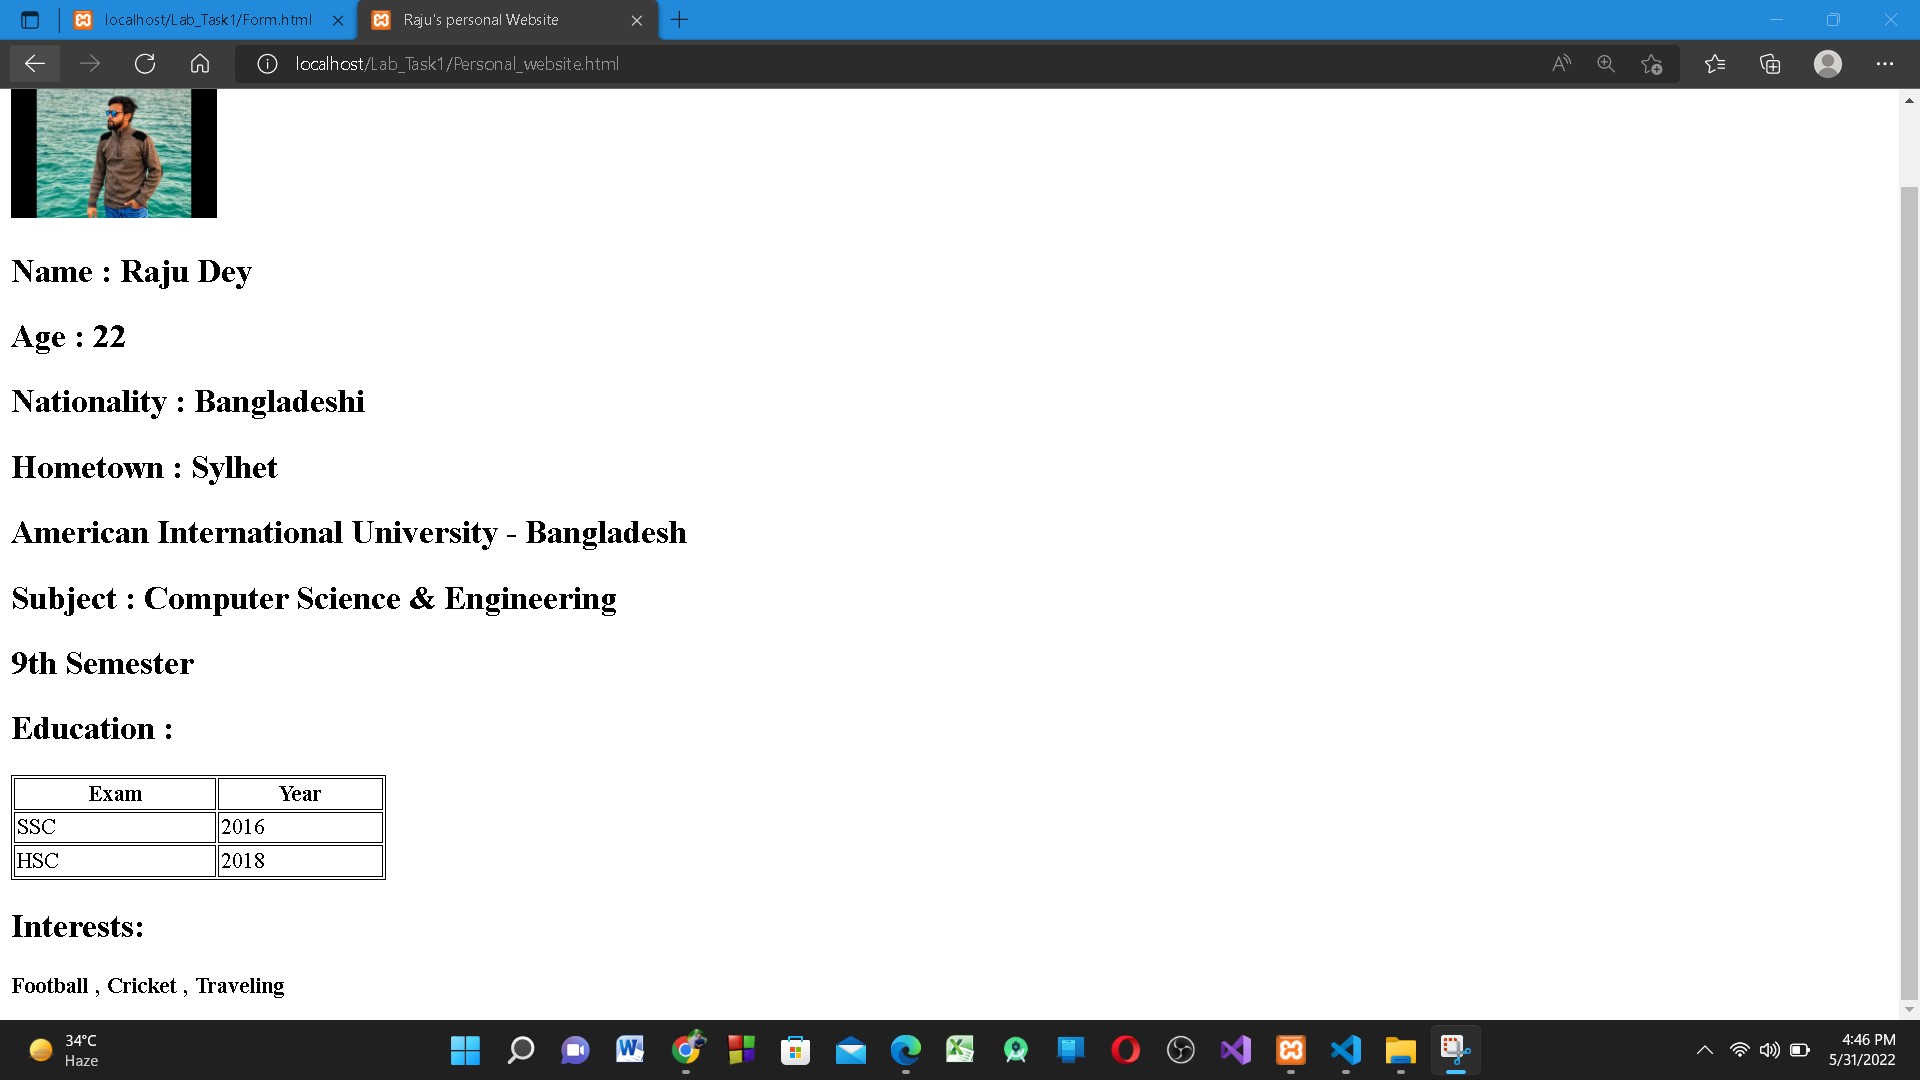 localhost/Lab_Task1/Form.html
Raju's personal Website
localhost/Lab_Task1/Personal_website.html
Name : Raju Dey
Age : 22
Nationality : Bangladeshi
Hometown : Sylhet
American International University - Bangladesh
Subject : Computer Science & Engineering
9th Semester
Education :
Exam Year
SSC 2016
HSC 2018
Interests:
Football , Cricket , Traveling
34°C
Haze
4:46 PM
5/31/2022